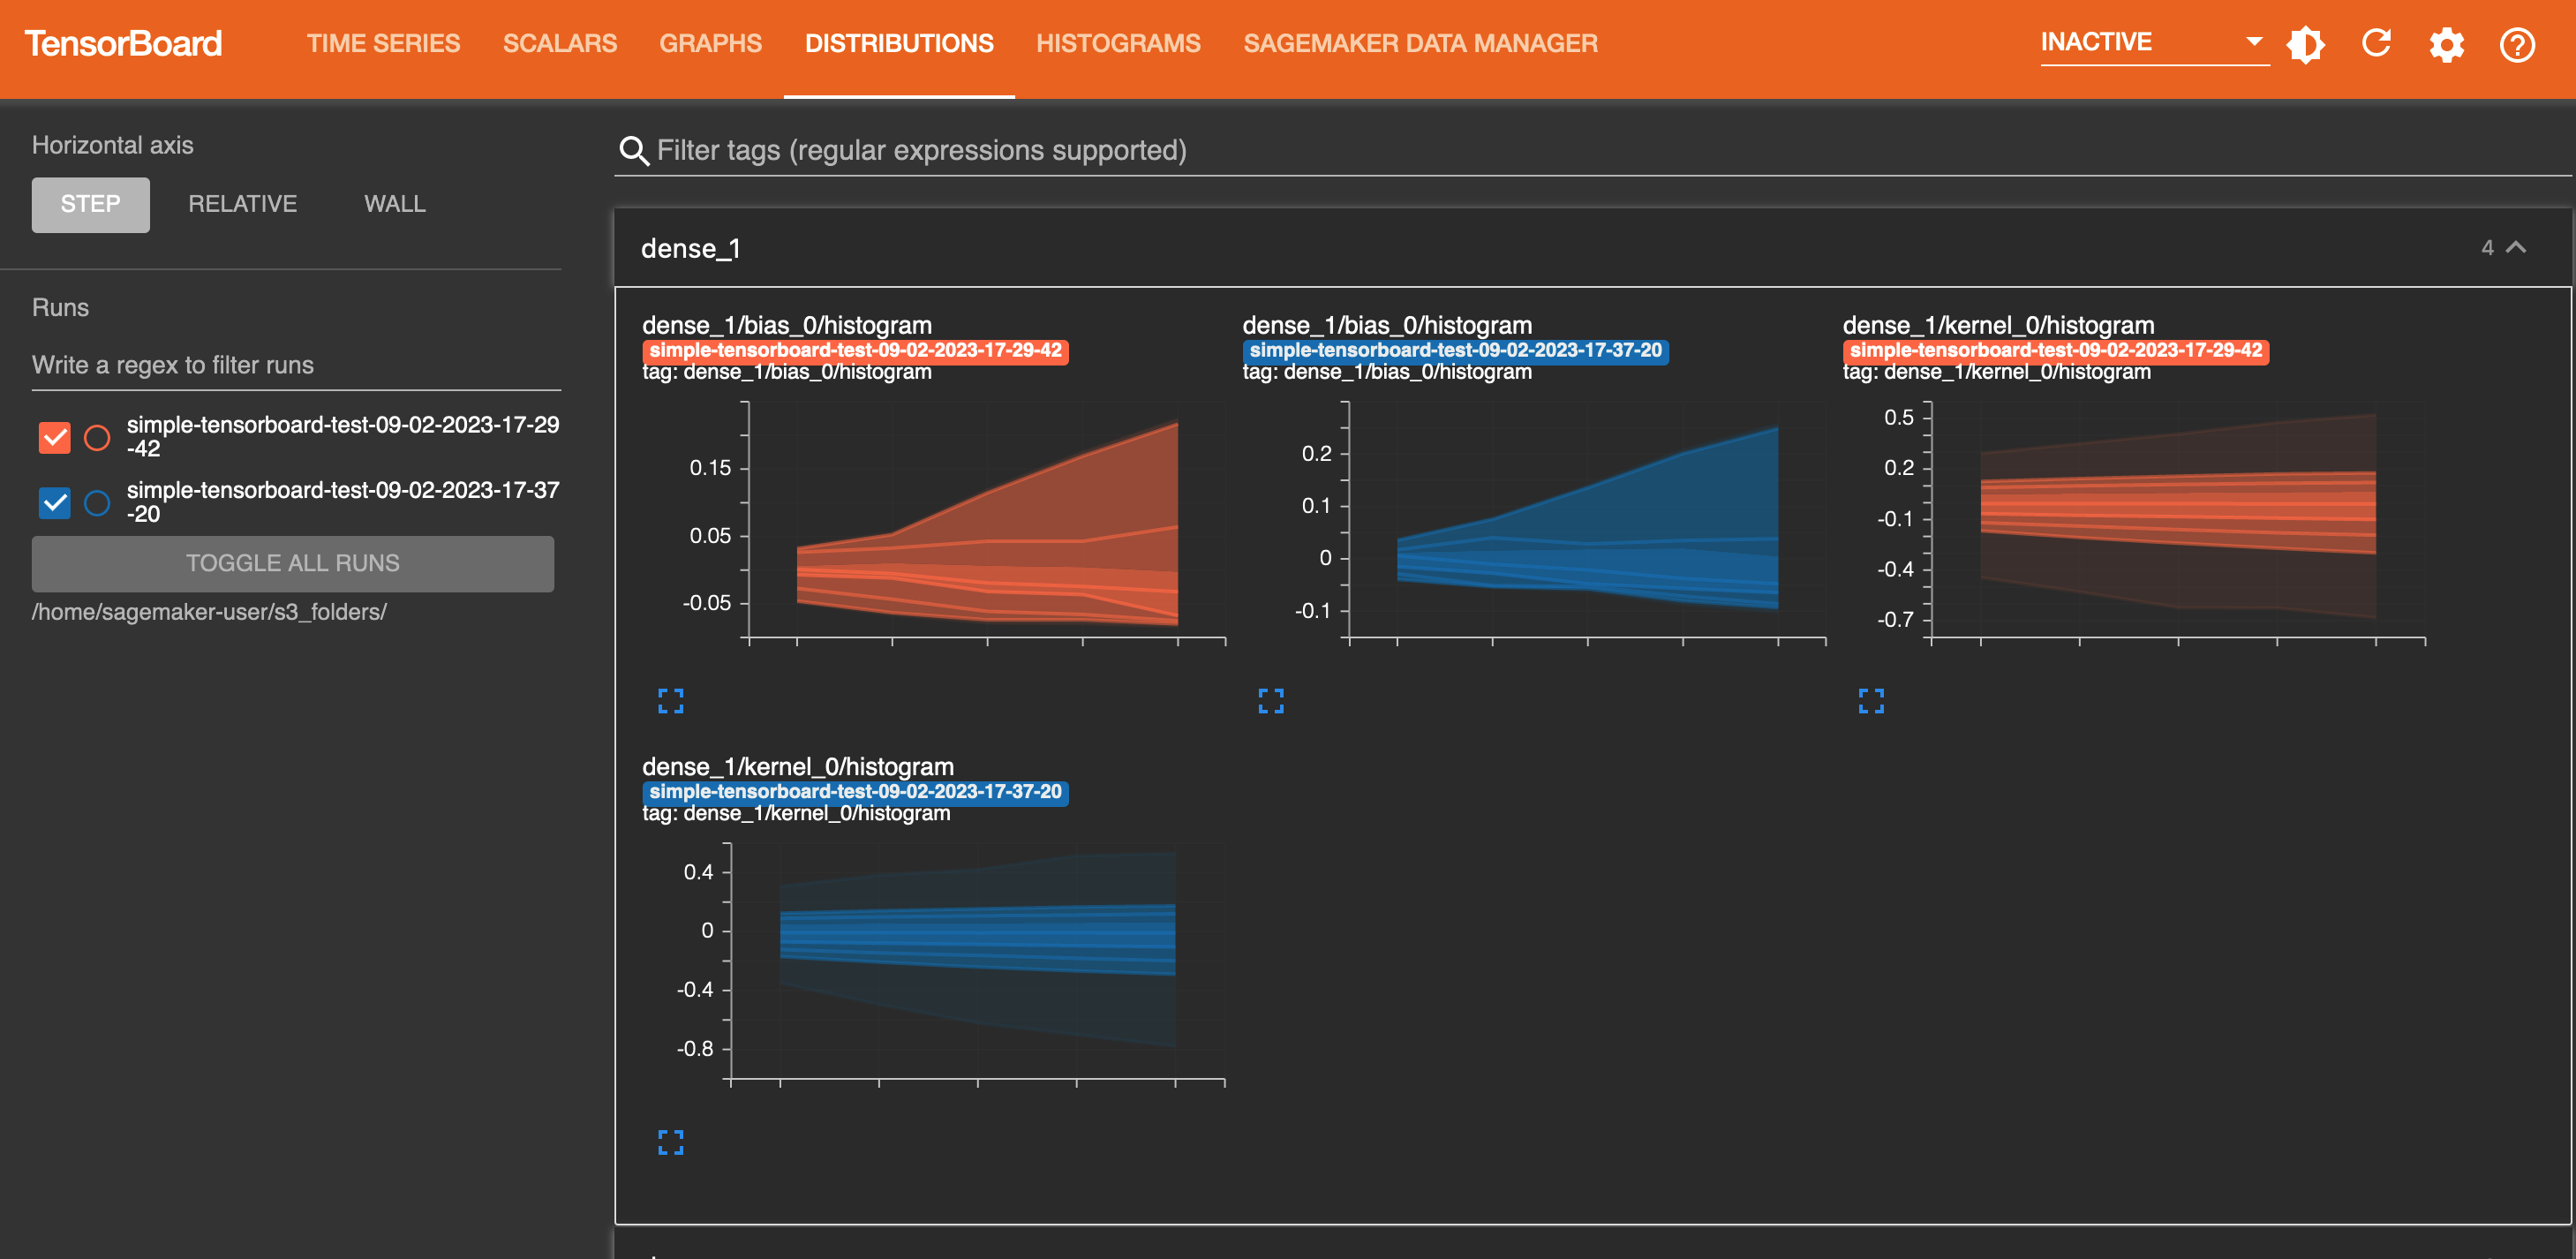 TensorBoard
TIME SERIES
SCALARS
GRAPHS
DISTRIBUTIONS
HISTOGRAMS
SAGEMAKER DATA MANAGER
INACTIVE
Horizontal axis
STEP
RELATIVE
WALL
Runs
Write a regex to filter runs
simple-tensorboard-test-09-02-2023-17-29
-42
simple-tensorboard-test-09-02-2023-17-37
-20
TOGGLE ALL RUNS
/home/sagemaker-user/s3_folders/
Filter tags (regular expressions supported)
dense_1
4
dense_1/bias_0/histogram
simple-tensorboard-test-09-02-2023-17-29-42
tag: dense_1/bias_0/histogram
0.15
0.05
-0.05
dense_1/bias_0/histogram
simple-tensorboard-test-09-02-2023-17-37-20
tag: dense_1/bias_0/histogram
0.2
0.1
0
-0.1
dense_1/kernel_0/histogram
simple-tensorboard-test-09-02-2023-17-29-42
tag: dense_1/kernel_0/histogram
0.5
0.2
-0.1
-0.4
-0.7
dense_1/kernel_0/histogram
simple-tensorboard-test-09-02-2023-17-37-20
tag: dense_1/kernel_0/histogram
0.4
0
-0.4
-0.8